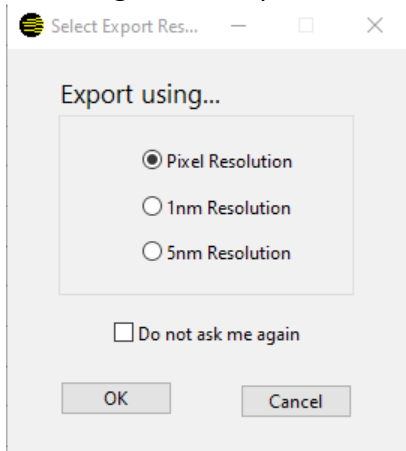 Select Export Res...
Export using...
Pixel Resolution
1nm Resolution
5nm Resolution
Do not ask me again
OK Cancel